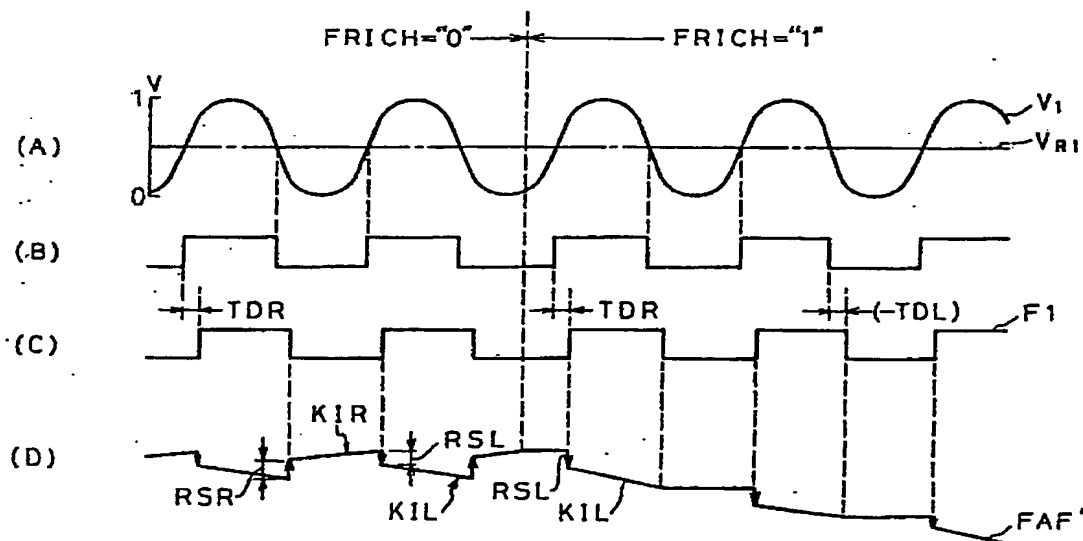 FRICH="0"
FRICH="1"
V
1
V1
(A)
VR1
0
(B)
TDR
TDR
(-TDL)
F1
(C)
KIR
RSL
(D)
RSR
KIL
RSL
KIL
FAF'